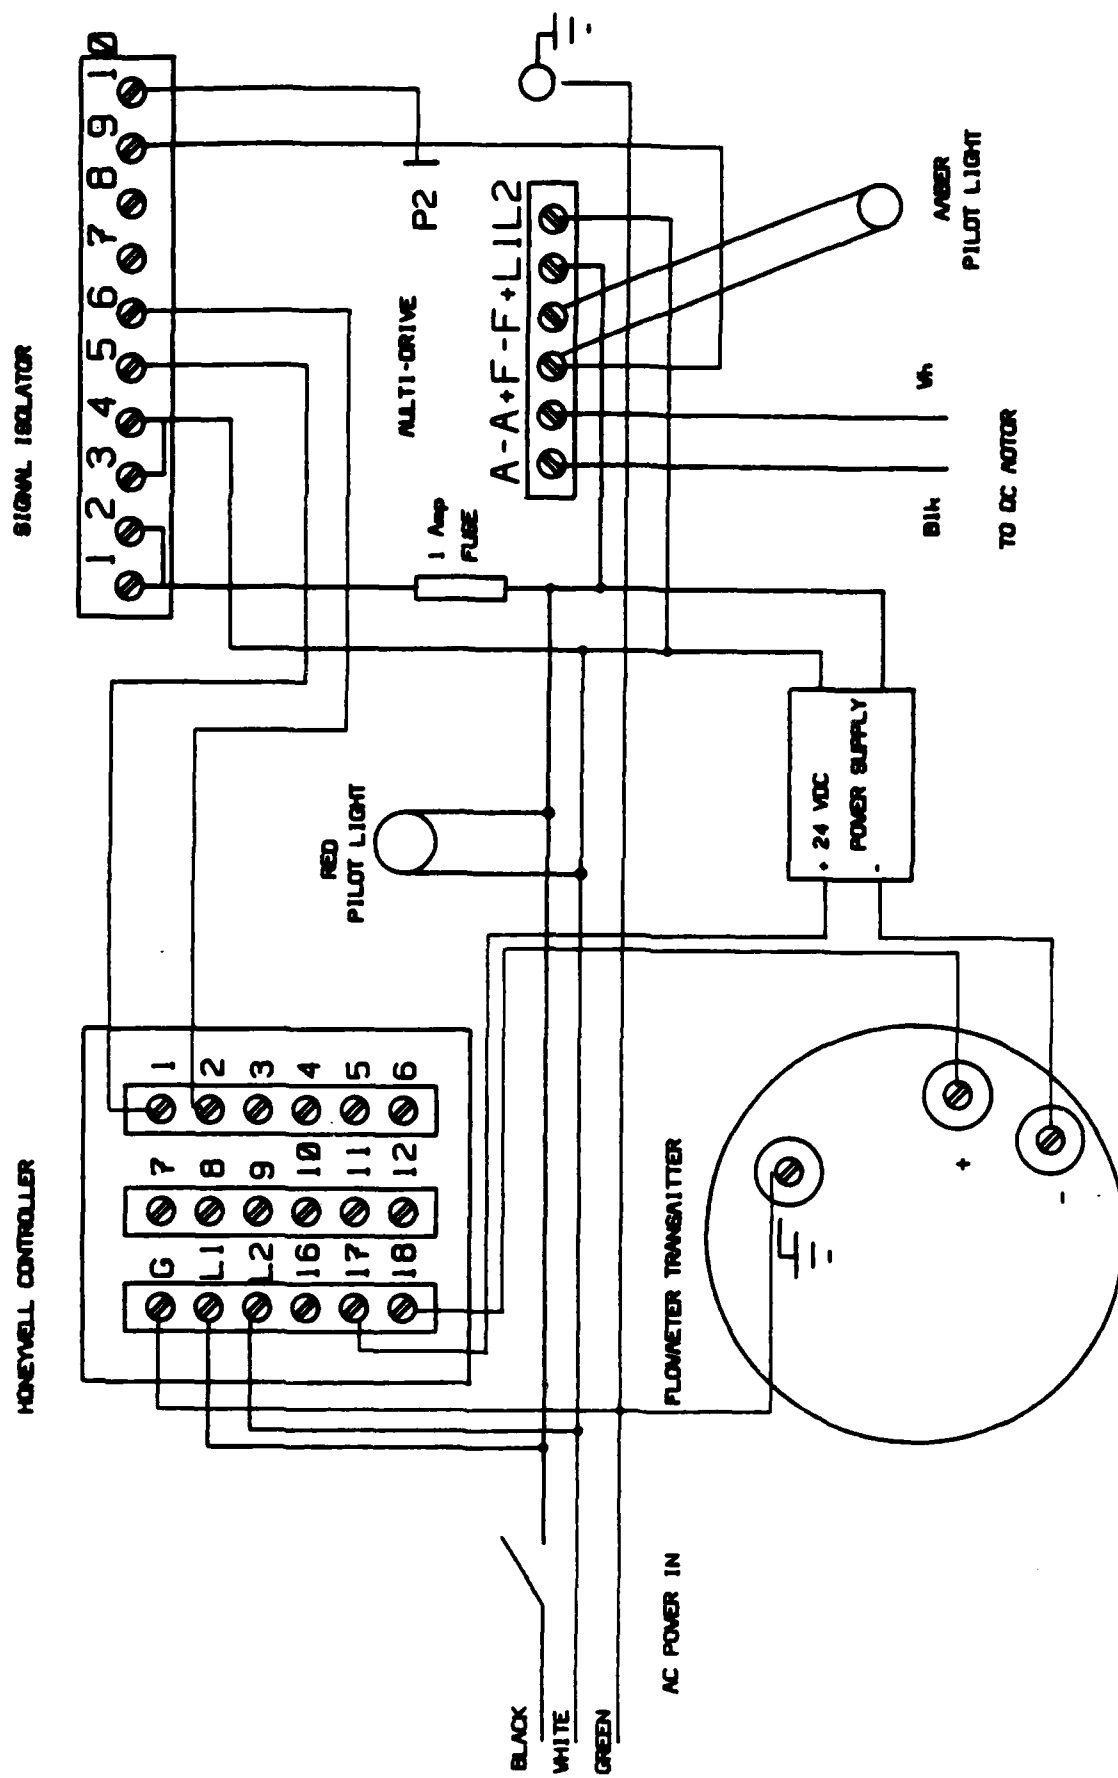 HONEYWELL CONTROLLER
G 7 1
L1 8 2
L2 9 3
16 10 4
17 11 5
18 12 6
SIGNAL ISOLATOR
1 2 3 4 5 6 7 8 9 10
RED
PILOT LIGHT
1 Amp
FUSE
MULTI-DRIVE
P2
A-A+F-F+L1L2
BLACK
WHITE
GREEN
AC POWER IN
FLOWMETER TRANSMITTER
+
-
+ 24 VDC
POWER SUPPLY
-
Blk
Wh
TO DC MOTOR
AMBER
PILOT LIGHT